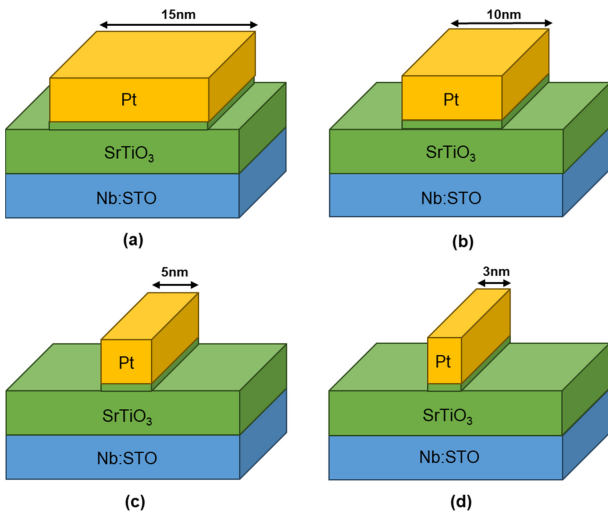 15nm
Pt
SrTiO₃
Nb:STO
(a)
10nm
Pt
SrTiO₃
Nb:STO
(b)
5nm
Pt
SrTiO₃
Nb:STO
(c)
3nm
Pt
SrTiO₃
Nb:STO
(d)